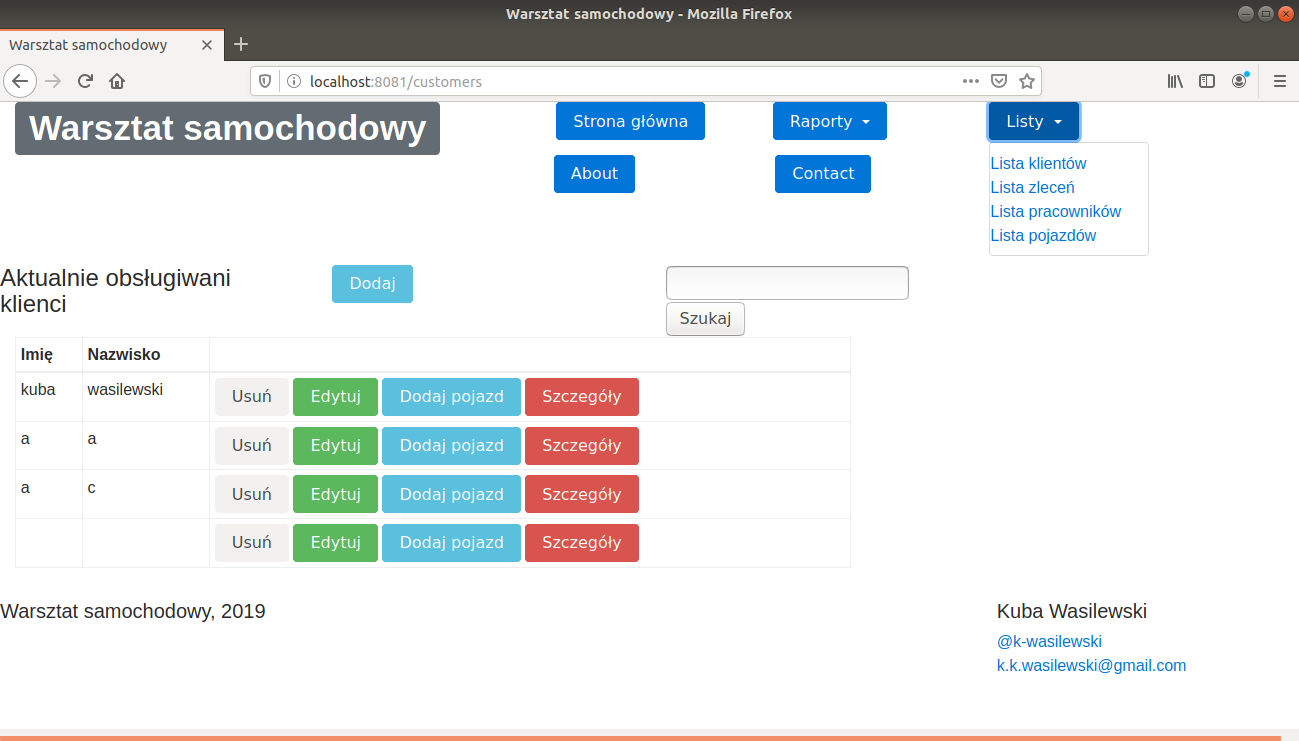 Warsztat samochodowy - Mozilla Firefox
Warsztat samochodowy
localhost:8081/customers
Warsztat samochodowy
Strona główna
Raporty
Listy
About
Contact
Lista klientów
Lista zleceń
Lista pracowników
Lista pojazdów
Aktualnie obsługiwani
klienci
Dodaj
Szukaj
Imię Nazwisko
kuba wasilewski Usuń Edytuj Dodaj pojazd Szczegóły
a a Usuń Edytuj Dodaj pojazd Szczegóły
a c Usuń Edytuj Dodaj pojazd Szczegóły
Usuń Edytuj Dodaj pojazd Szczegóły
Warsztat samochodowy, 2019
Kuba Wasilewski
@k-wasilewski
k.k.wasilewski@gmail.com